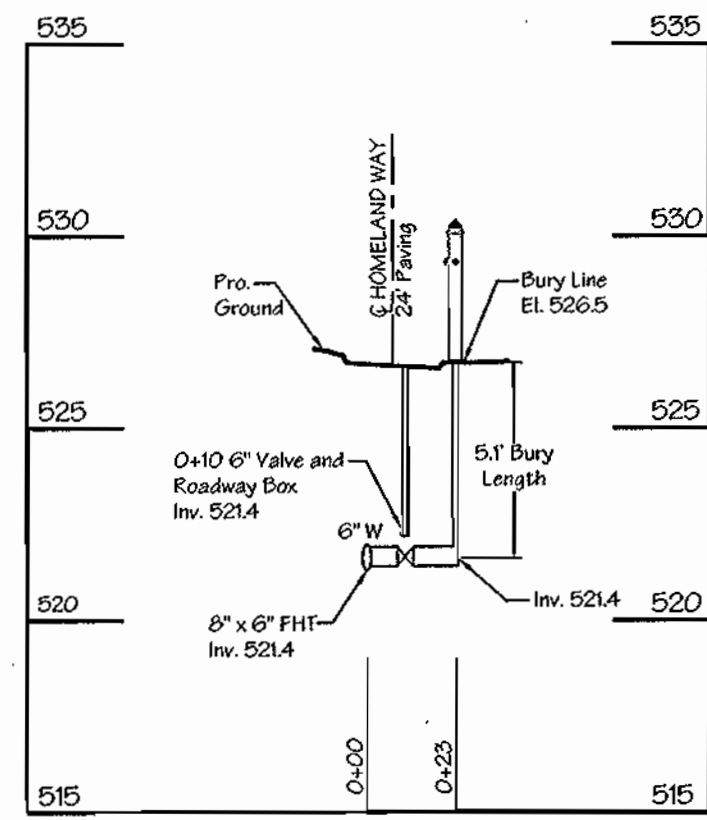 535
535
530
530
℄ HOMELAND WAY
24' Paving
Pro.
Ground
Bury Line
El. 526.5
525
525
5.1' Bury
Length
0+10 6" Valve and
Roadway Box
Inv. 521.4
6" W
Inv. 521.4
8" x 6" FHT
Inv. 521.4
520
520
0+00
0+23
515
515